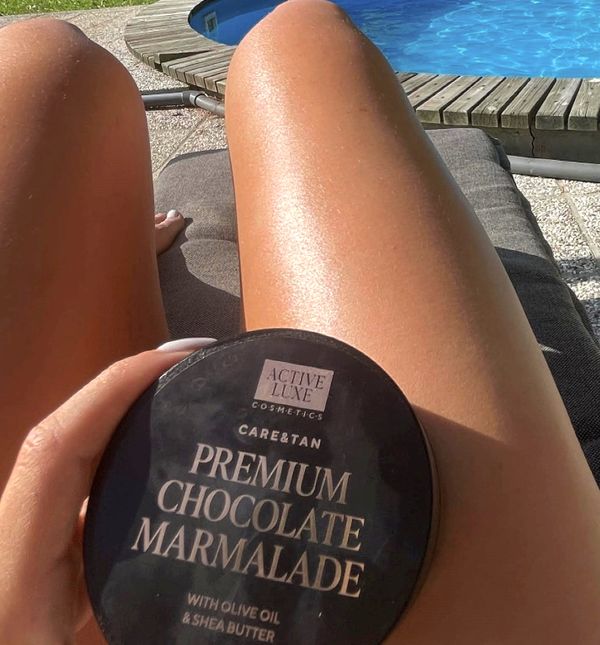 ACTIVE
LUXE
COSMETICS
CARE&TAN
PREMIUM
CHOCOLATE
MARMALADE
WITH OLIVE OIL
& SHEA BUTTER